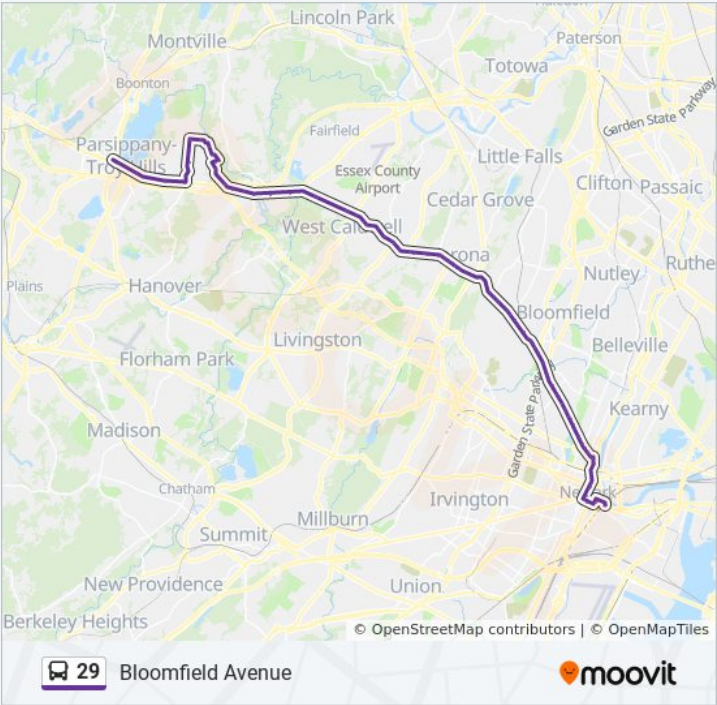 Lincoln Park
Montville
Paterson
Totowa
Boonton
Garden State Parkway
Fairfield
Parsippany-
Troy Hills
Little Falls
Essex County
Airport
Clifton
Passaic
Cedar Grove
West Caldwell
Nutley
Ruthe
Plains
Hanover
Bloomfield
Livingston
Belleville
Florham Park
Garden State Parkway
Kearny
Madison
Chatham
Irvington
Newark
Millburn
Summit
New Providence
Union
Berkeley Heights
© OpenStreetMap contributors | © OpenMapTiles
29 Bloomfield Avenue
moovit